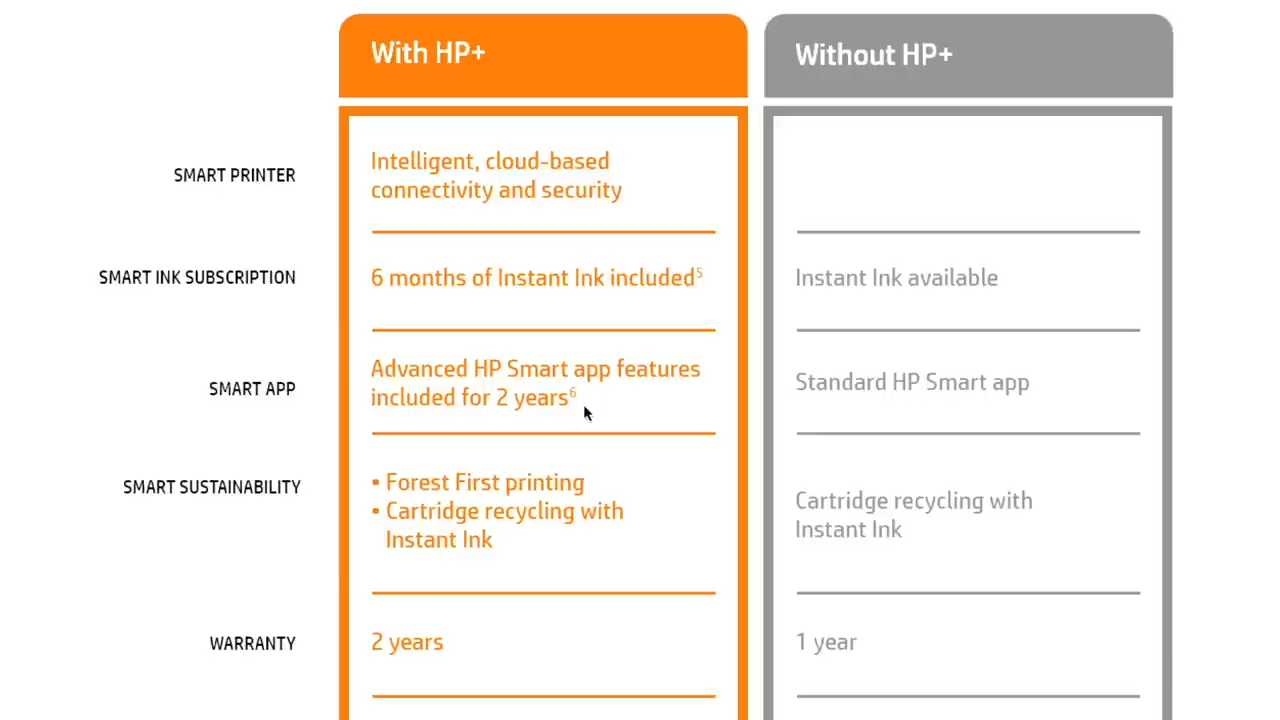 With HP+
Without HP+
SMART PRINTER
Intelligent, cloud-based
connectivity and security
SMART INK SUBSCRIPTION
6 months of Instant Ink included⁵
Instant Ink available
SMART APP
Advanced HP Smart app features
included for 2 years⁶
Standard HP Smart app
SMART SUSTAINABILITY
• Forest First printing
• Cartridge recycling with
Instant Ink
Cartridge recycling with
Instant Ink
WARRANTY
2 years
1 year